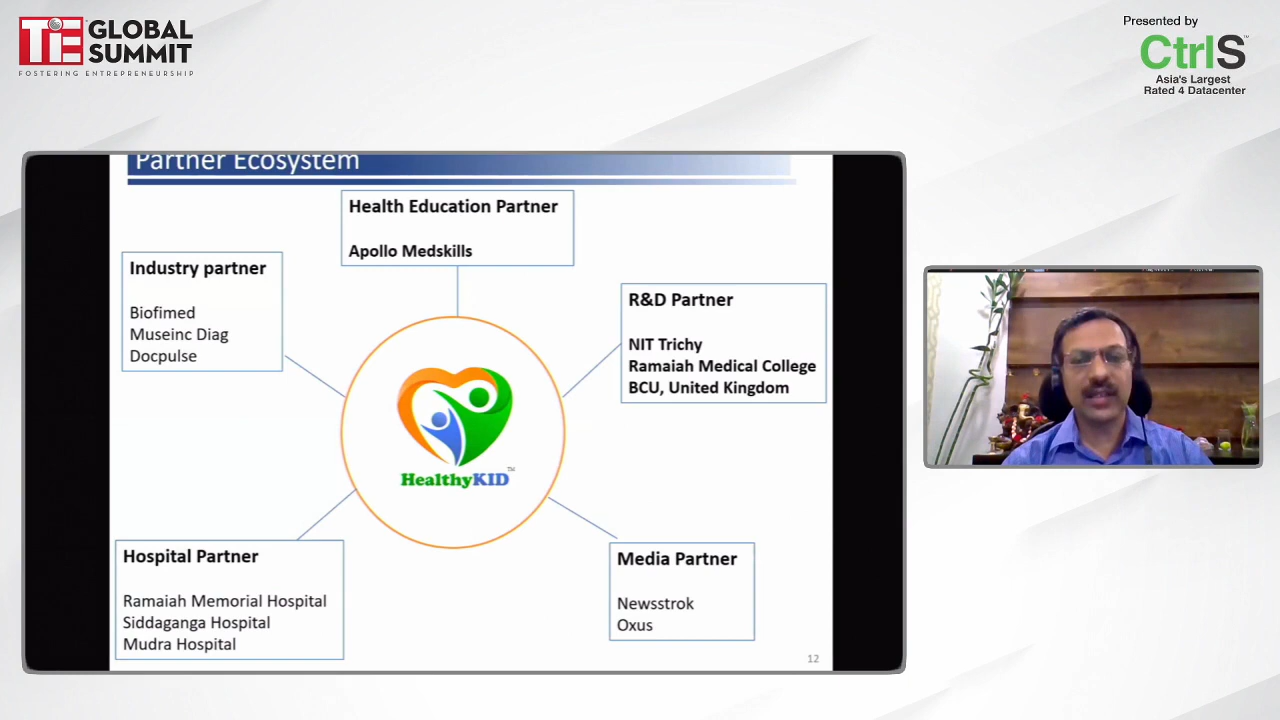 TiE GLOBAL
SUMMIT
FOSTERING ENTREPRENEURSHIP
Presented by
CtrlS™
Asia's Largest
Rated 4 Datacenter
Partner Ecosystem
Health Education Partner
Apollo Medskills
Industry partner
Biofimed
Museinc Diag
Docpulse
R&D Partner
NIT Trichy
Ramaiah Medical College
BCU, United Kingdom
HealthyKID™
Hospital Partner
Ramaiah Memorial Hospital
Siddaganga Hospital
Mudra Hospital
Media Partner
Newsstrok
Oxus
12